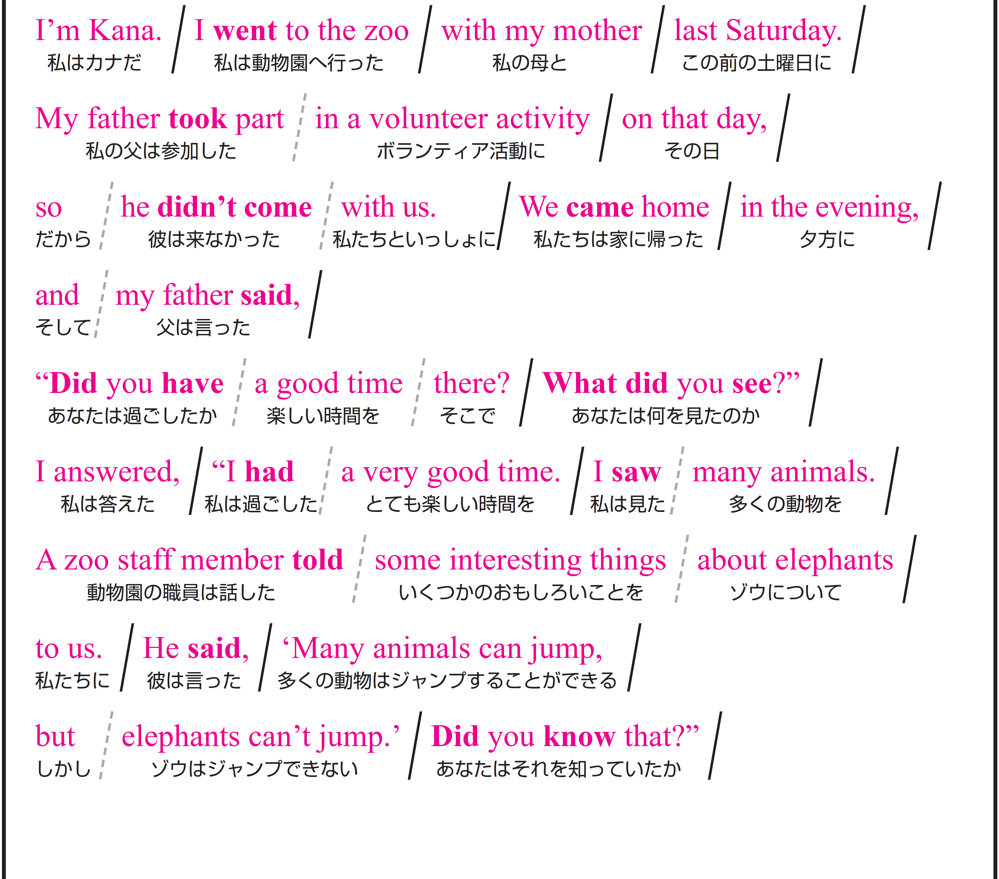 I’m Kana. / I went to the zoo / with my mother / last Saturday. /
私はカナだ 私は動物園へ行った 私の母と この前の土曜日に
My father took part / in a volunteer activity / on that day, /
私の父は参加した ボランティア活動に その日
so / he didn’t come / with us. / We came home / in the evening, /
だから 彼は来なかった 私たちといっしょに 私たちは家に帰った 夕方に
and / my father said, /
そして 父は言った
“Did you have / a good time / there? / What did you see?” /
あなたは過ごしたか 楽しい時間を そこで あなたは何を見たのか
I answered, / “I had / a very good time. / I saw / many animals. /
私は答えた 私は過ごした とても楽しい時間を 私は見た 多くの動物を
A zoo staff member told / some interesting things / about elephants /
動物園の職員は話した いくつかのおもしろいことを ゾウについて
to us. / He said, / ‘Many animals can jump, /
私たちに 彼は言った 多くの動物はジャンプすることができる
but / elephants can’t jump.’ / Did you know that?” /
しかし ゾウはジャンプできない あなたはそれを知っていたか